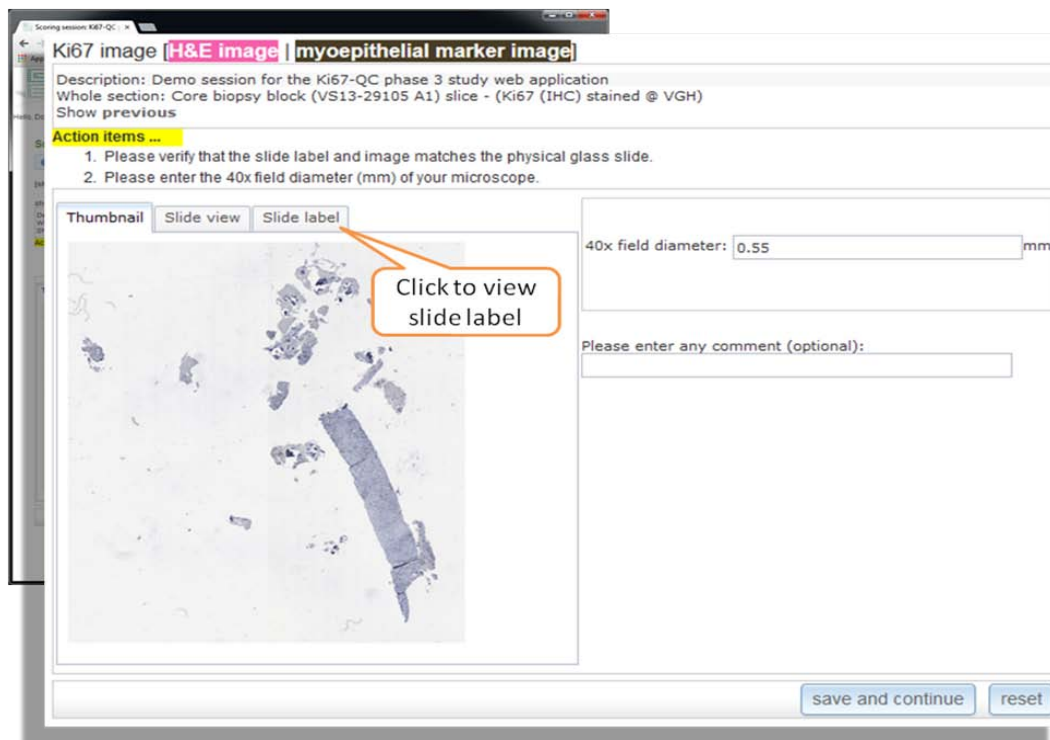 Scoring session: Ki67-QC
Ki67 image [H&E image | myoepithelial marker image]
Description: Demo session for the Ki67-QC phase 3 study web application
Whole section: Core biopsy block (VS13-29105 A1) slice - (Ki67 (IHC) stained @ VGH)
Show previous
Action items ...
1. Please verify that the slide label and image matches the physical glass slide.
2. Please enter the 40x field diameter (mm) of your microscope.
Thumbnail Slide view Slide label
40x field diameter: 0.55 mm
Click to view
slide label
Please enter any comment (optional):
save and continue reset